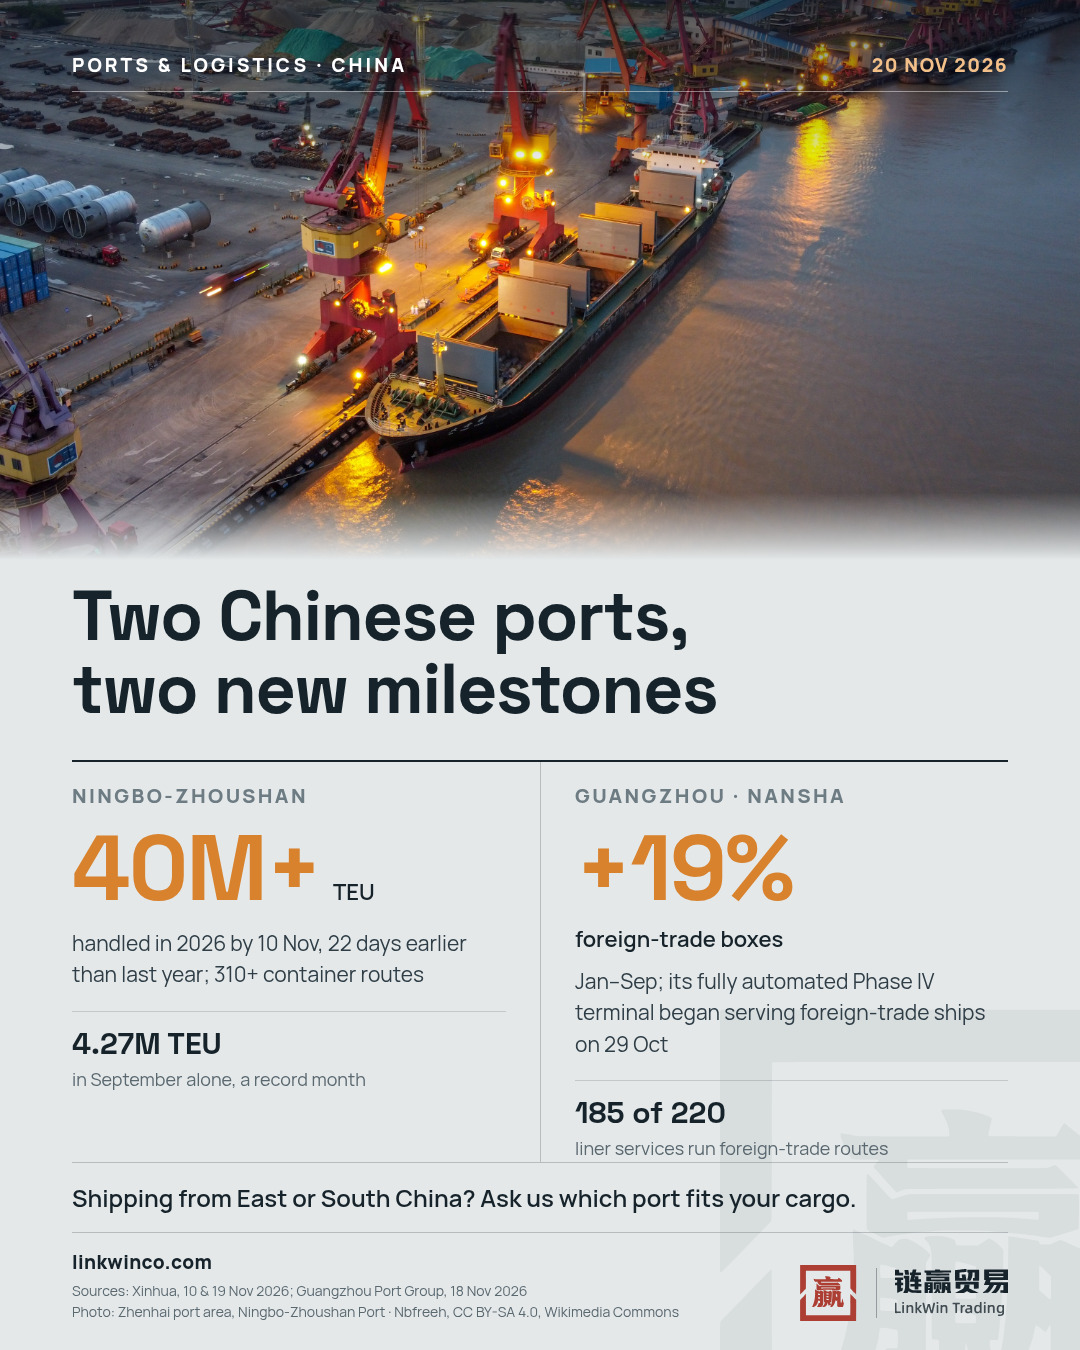 PORTS & LOGISTICS · CHINA
20 NOV 2026
Two Chinese ports,
two new milestones
NINGBO-ZHOUSHAN
40M+ TEU
handled in 2026 by 10 Nov, 22 days earlier
than last year; 310+ container routes
4.27M TEU
in September alone, a record month
GUANGZHOU · NANSHA
+19%
foreign-trade boxes
Jan–Sep; its fully automated Phase IV
terminal began serving foreign-trade ships
on 29 Oct
185 of 220
liner services run foreign-trade routes
Shipping from East or South China? Ask us which port fits your cargo.
linkwinco.com
Sources: Xinhua, 10 & 19 Nov 2026; Guangzhou Port Group, 18 Nov 2026
Photo: Zhenhai port area, Ningbo-Zhoushan Port · Nbfreeh, CC BY-SA 4.0, Wikimedia Commons
赢
链赢贸易
LinkWin Trading